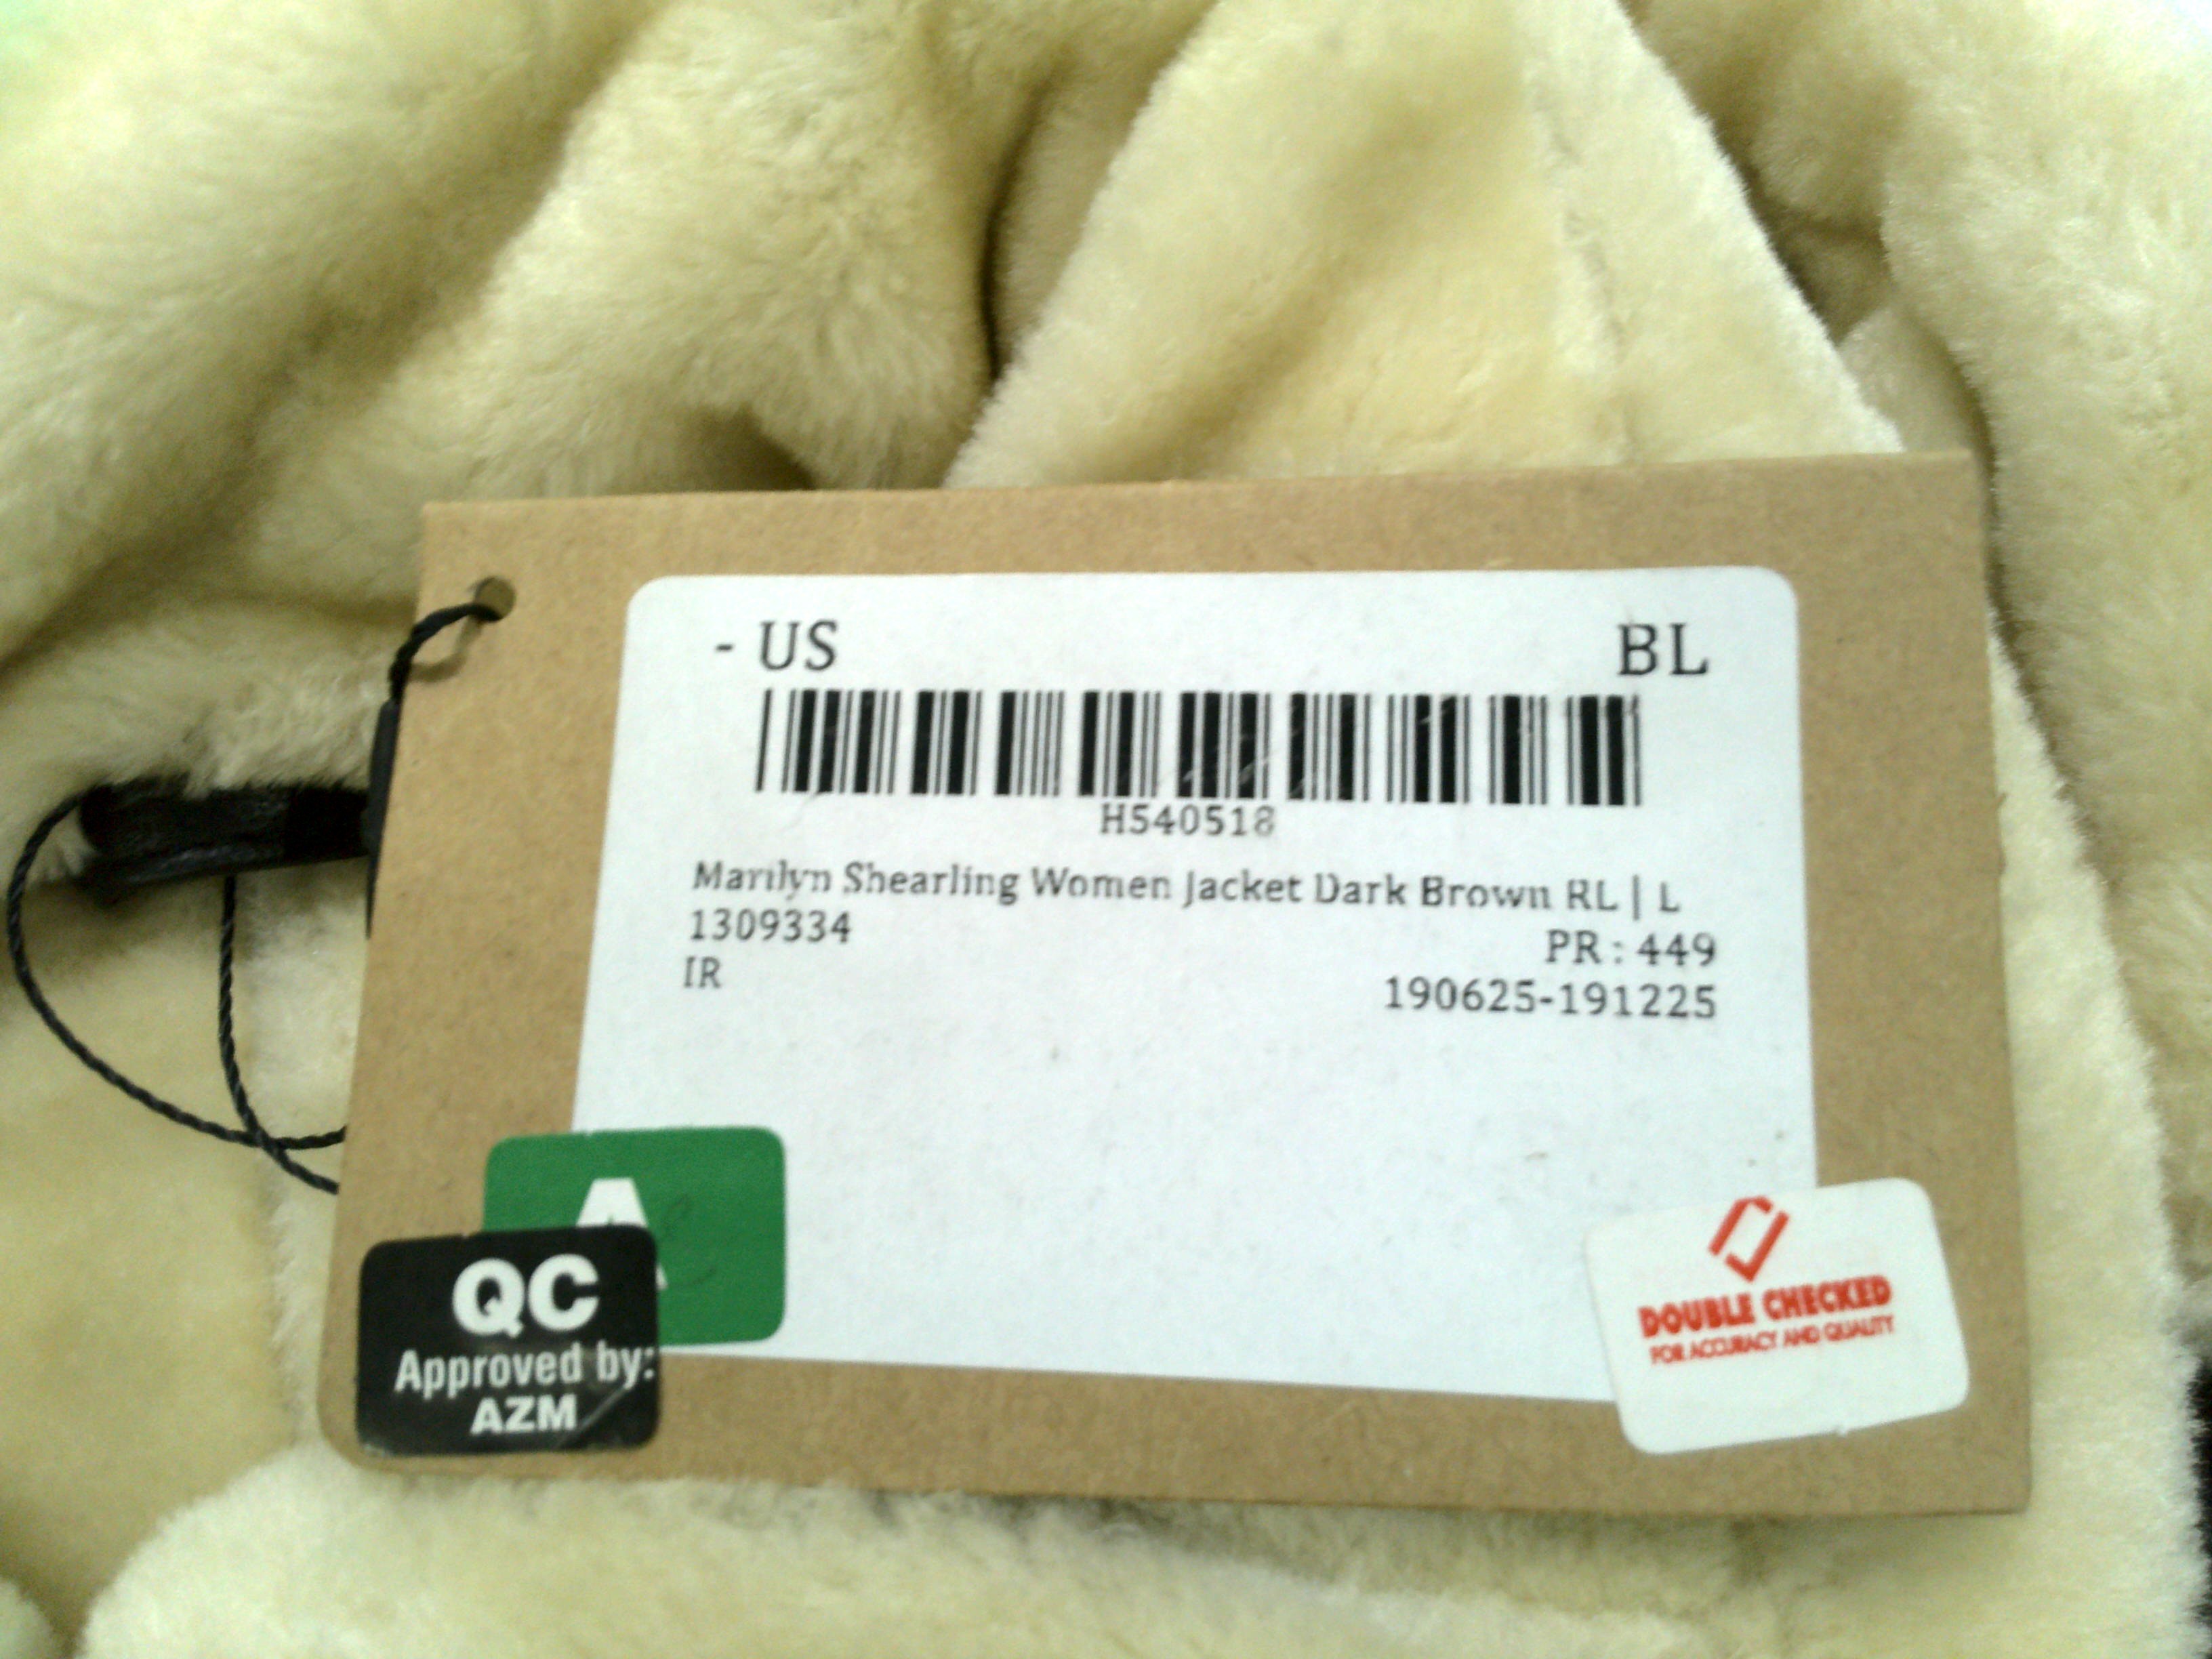 - US BL
H540518
Marilyn Shearling Women Jacket Dark Brown RL | L
1309334 PR : 449
IR 190625-191225
A
QC
Approved by:
AZM
DOUBLE CHECKED
FOR ACCURACY AND QUALITY